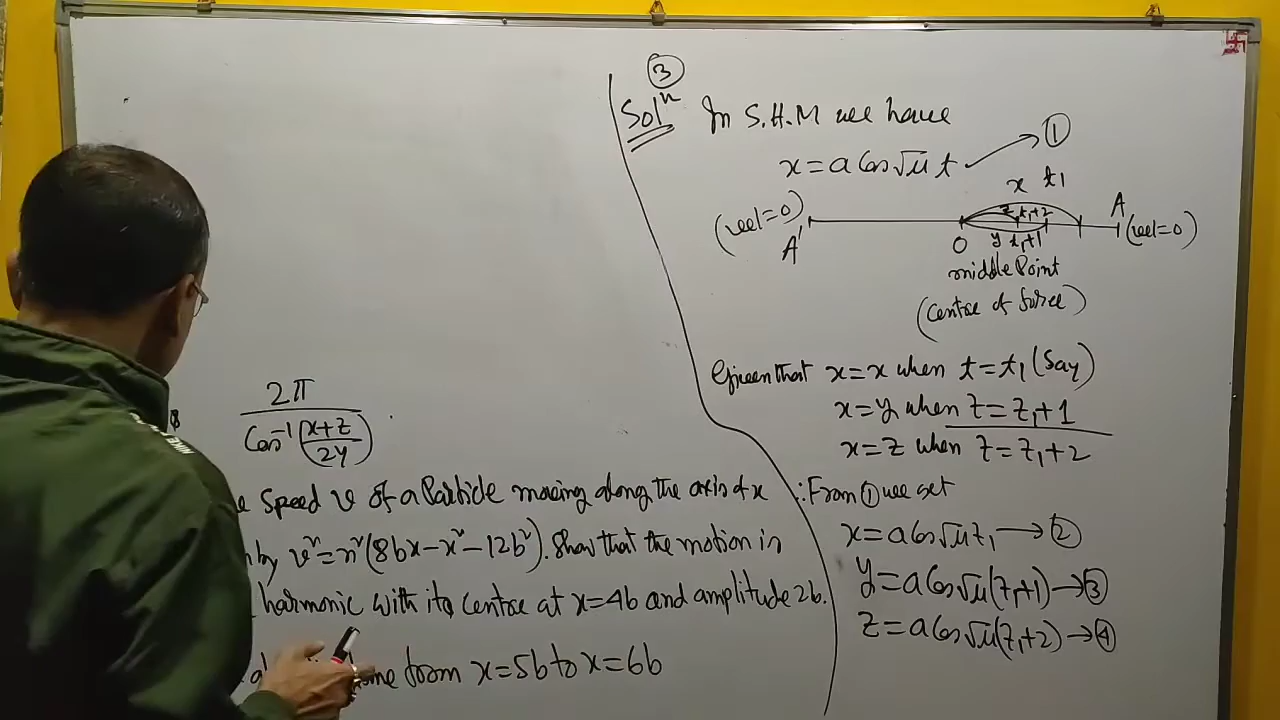 2π
Cos⁻¹(x+z/2y)
Speed v of a Particle moving along the axis of x
by v²=n²(8bx−x²−12b²). Show that the motion is
harmonic with its centre at x=4b and amplitude 2b.
from x=5b to x=6b
③
Solⁿ In S.H.M we have
x=a Cos√μ t → ①
x t₁
(vel=0) A' z t₁+2 A (vel=0)
O y t₁+1
middle Point
(Centre of force)
Given that x=x when t=t₁ (Say)
x=y when t=t₁+1
x=z when t=t₁+2
∴ From ① we get
x=a Cos√μ t₁ → ②
y=a Cos√μ(t₁+1) → ③
z=a Cos√μ(t₁+2) → ④